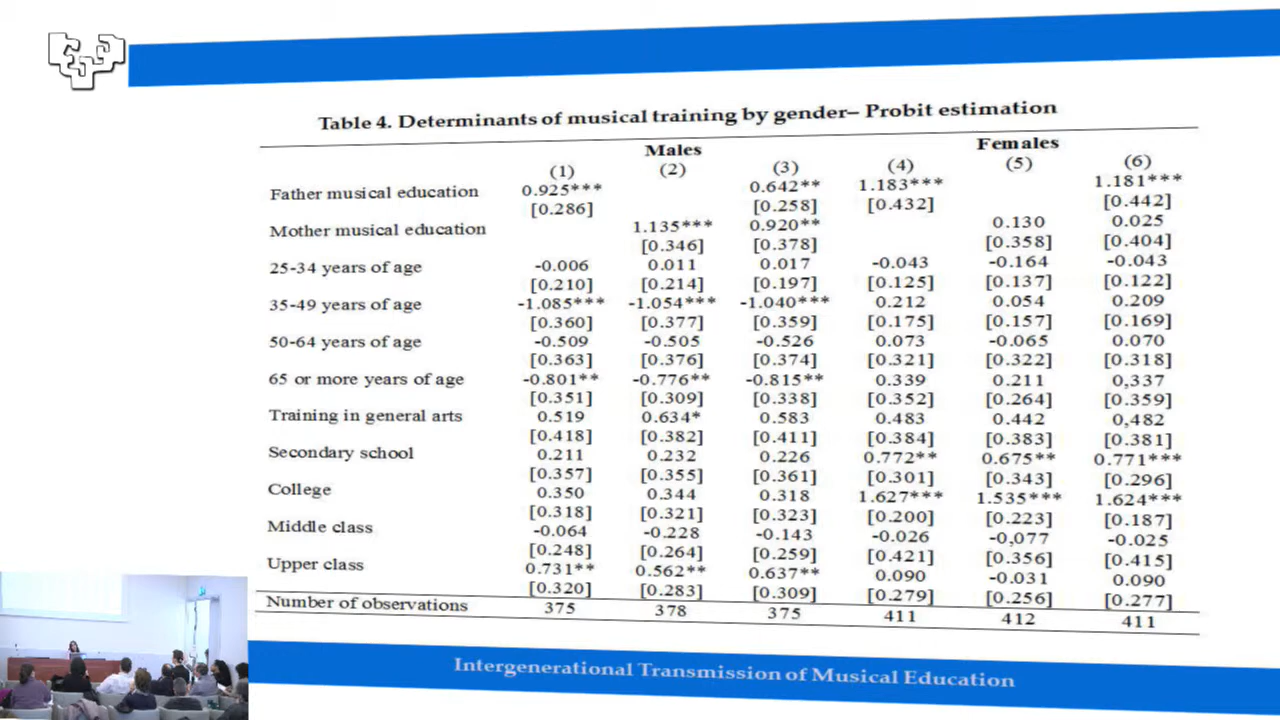 Table 4. Determinants of musical training by gender– Probit estimation
Males Females
(1) (2) (3) (4) (5) (6)
Father musical education 0.925*** 0.642** 1.183*** 1.181***
[0.286] [0.258] [0.432] [0.442]
Mother musical education 1.135*** 0.920** 0.130 0.025
[0.346] [0.378] [0.358] [0.404]
25-34 years of age -0.006 0.011 0.017 -0.043 -0.164 -0.043
[0.210] [0.214] [0.197] [0.125] [0.137] [0.122]
35-49 years of age -1.085*** -1.054*** -1.040*** 0.212 0.054 0.209
[0.360] [0.377] [0.359] [0.175] [0.157] [0.169]
50-64 years of age -0.509 -0.505 -0.526 0.073 -0.065 0.070
[0.363] [0.376] [0.374] [0.321] [0.322] [0.318]
65 or more years of age -0.801** -0.776** -0.815** 0.339 0.211 0,337
[0.351] [0.309] [0.338] [0.352] [0.264] [0.359]
Training in general arts 0.519 0.634* 0.583 0.483 0.442 0,482
[0.418] [0.382] [0.411] [0.384] [0.383] [0.381]
Secondary school 0.211 0.232 0.226 0.772** 0.675** 0.771***
[0.357] [0.355] [0.361] [0.301] [0.343] [0.296]
College 0.350 0.344 0.318 1.627*** 1.535*** 1.624***
[0.318] [0.321] [0.323] [0.200] [0.223] [0.187]
Middle class -0.064 -0.228 -0.143 -0.026 -0,077 -0.025
[0.248] [0.264] [0.259] [0.421] [0.356] [0.415]
Upper class 0.731** 0.562** 0.637** 0.090 -0.031 0.090
[0.320] [0.283] [0.309] [0.279] [0.256] [0.277]
Number of observations 375 378 375 411 412 411
Intergenerational Transmission of Musical Education